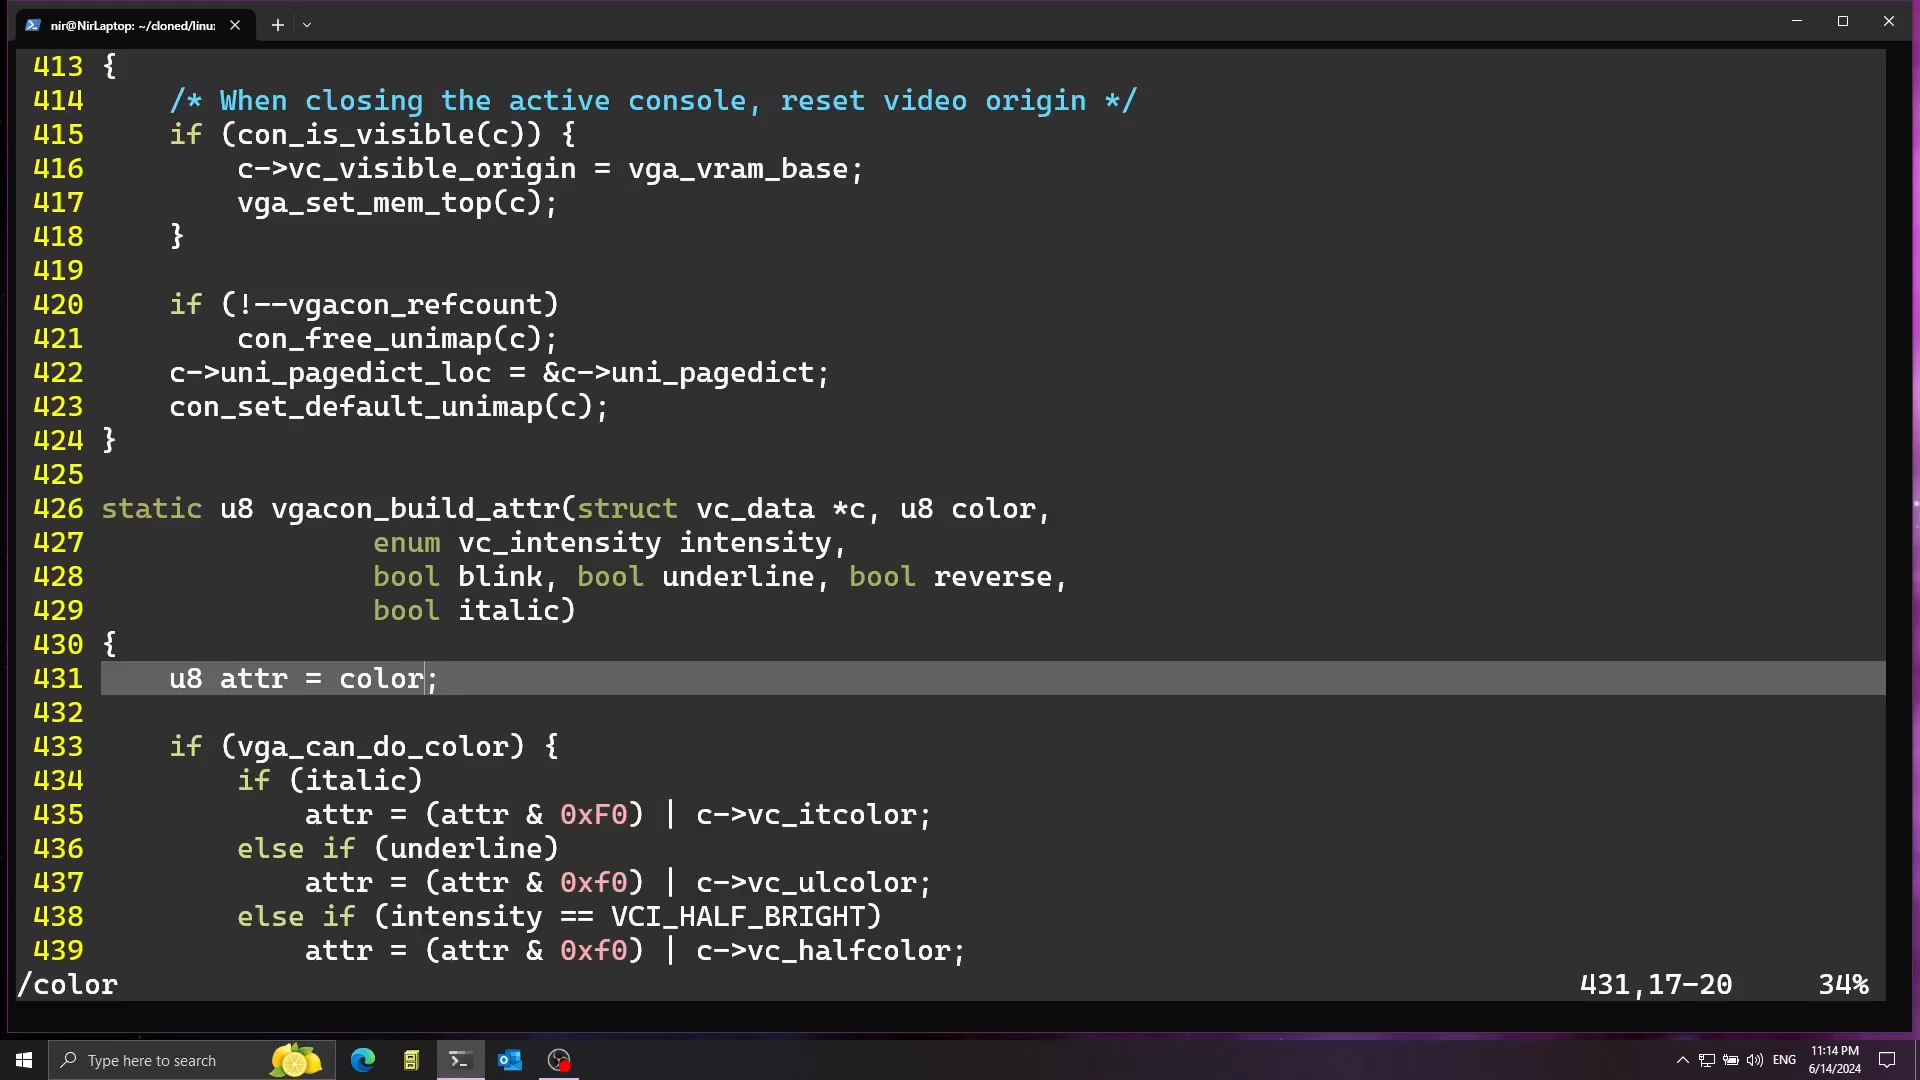 nir@NirLaptop: ~/cloned/linu:
413 {
414     /* When closing the active console, reset video origin */
415     if (con_is_visible(c)) {
416         c->vc_visible_origin = vga_vram_base;
417         vga_set_mem_top(c);
418     }
419
420     if (!--vgacon_refcount)
421         con_free_unimap(c);
422     c->uni_pagedict_loc = &c->uni_pagedict;
423     con_set_default_unimap(c);
424 }
425
426 static u8 vgacon_build_attr(struct vc_data *c, u8 color,
427                 enum vc_intensity intensity,
428                 bool blink, bool underline, bool reverse,
429                 bool italic)
430 {
431     u8 attr = color;
432
433     if (vga_can_do_color) {
434         if (italic)
435             attr = (attr & 0xF0) | c->vc_itcolor;
436         else if (underline)
437             attr = (attr & 0xf0) | c->vc_ulcolor;
438         else if (intensity == VCI_HALF_BRIGHT)
439             attr = (attr & 0xf0) | c->vc_halfcolor;
/color 431,17-20 34%
Type here to search
ENG
11:14 PM
6/14/2024